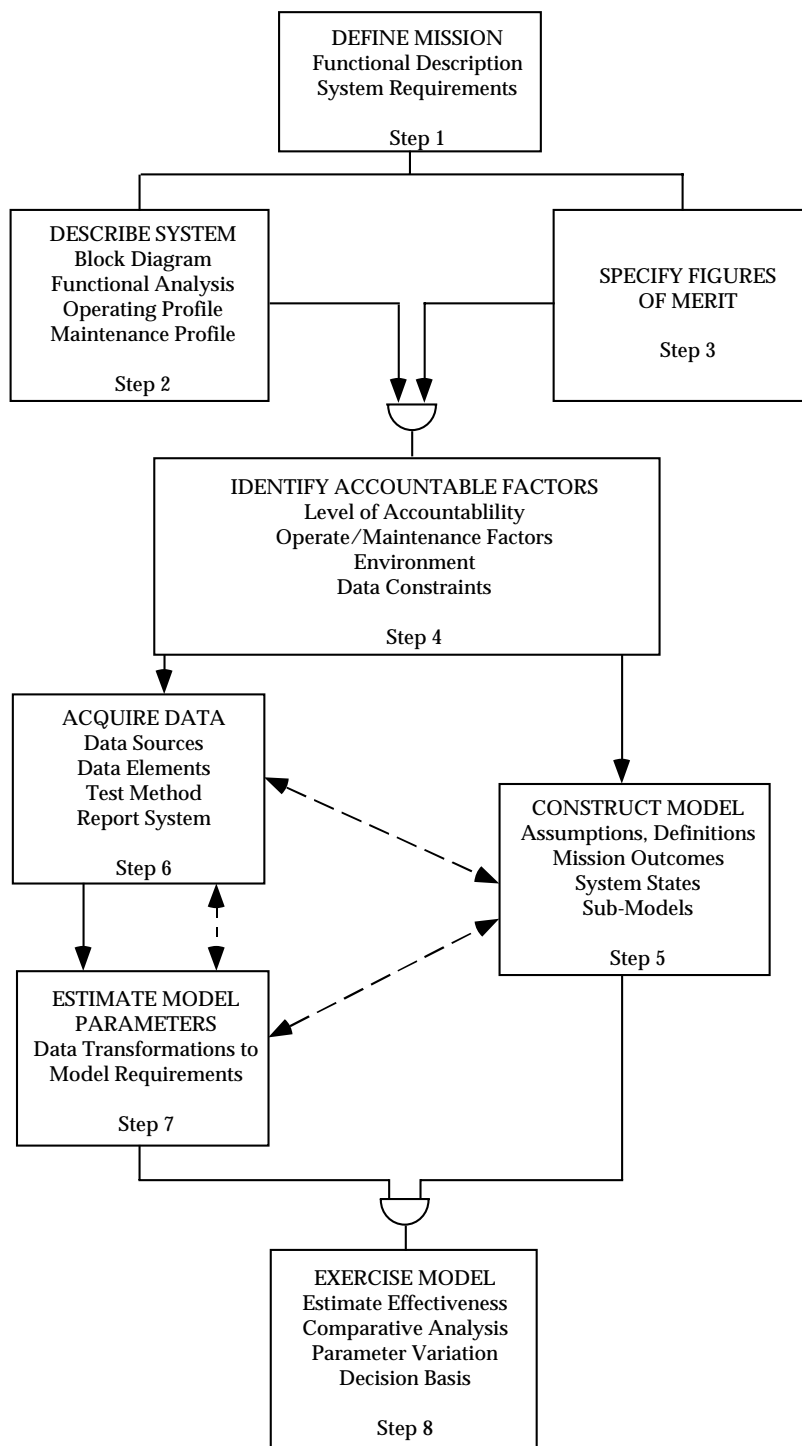 DEFINE MISSION
Functional Description
System Requirements
Step 1
DESCRIBE SYSTEM
Block Diagram
Functional Analysis
Operating Profile
Maintenance Profile
Step 2
SPECIFY FIGURES
OF MERIT
Step 3
IDENTIFY ACCOUNTABLE FACTORS
Level of Accountablility
Operate/Maintenance Factors
Environment
Data Constraints
Step 4
ACQUIRE DATA
Data Sources
Data Elements
Test Method
Report System
Step 6
CONSTRUCT MODEL
Assumptions, Definitions
Mission Outcomes
System States
Sub-Models
Step 5
ESTIMATE MODEL
PARAMETERS
Data Transformations to
Model Requirements
Step 7
EXERCISE MODEL
Estimate Effectiveness
Comparative Analysis
Parameter Variation
Decision Basis
Step 8